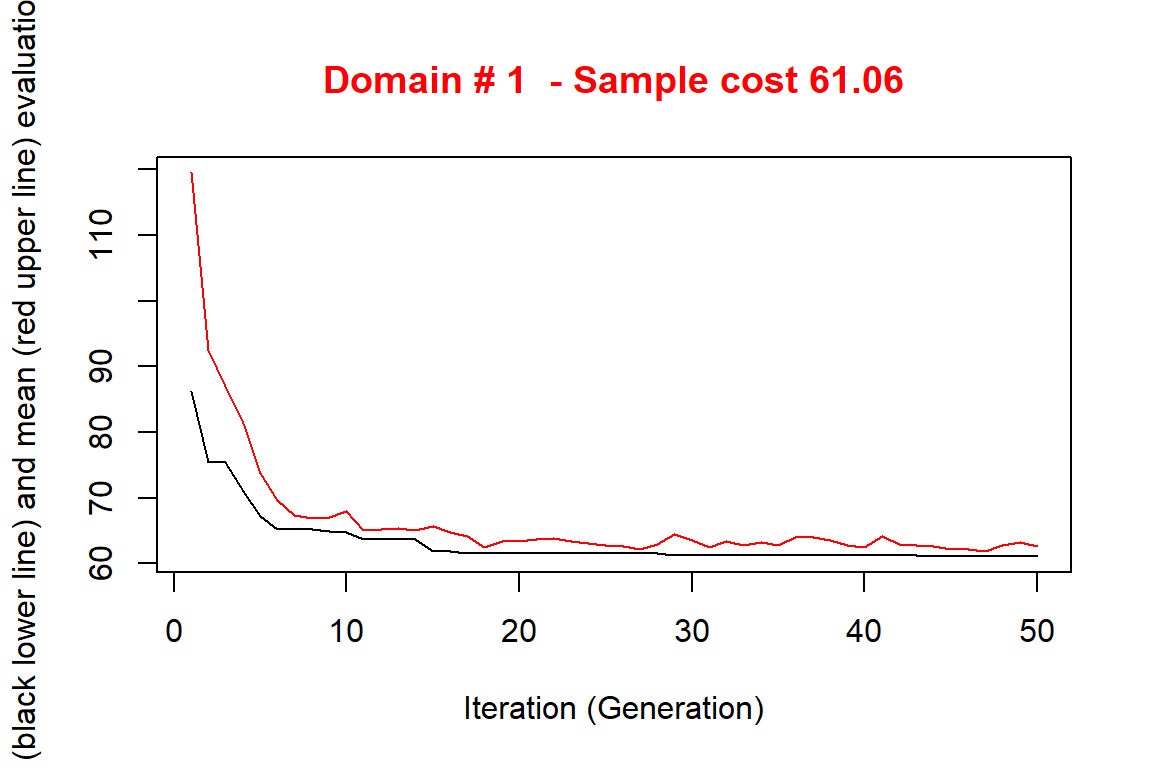 Domain # 1  - Sample cost 61.06
(black lower line) and mean (red upper line) evaluatio
110
90
80
70
60
0 10 20 30 40 50
Iteration (Generation)